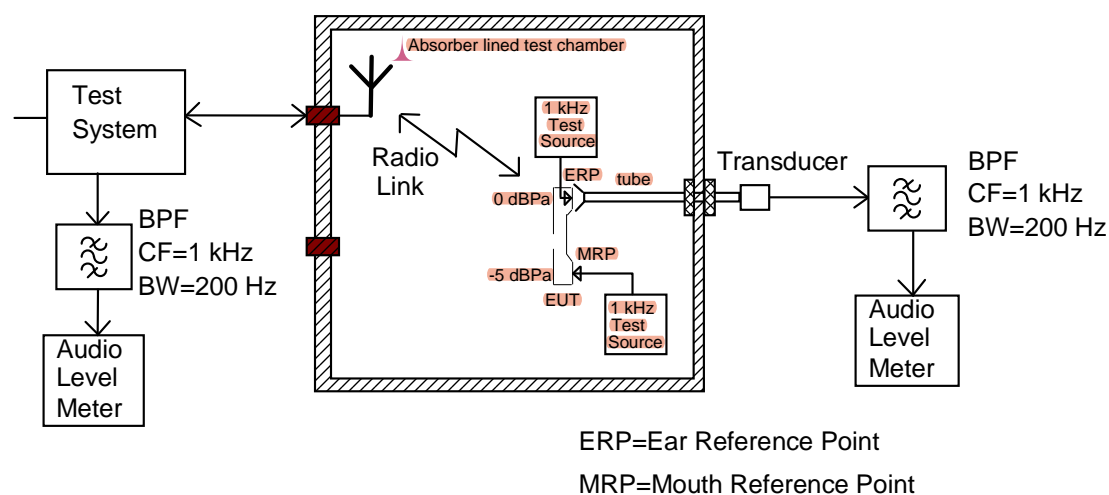 Absorber lined test chamber
Test
System
1 kHz
Test
Source
Radio
Link
ERP
tube
Transducer
BPF
CF=1 kHz
BW=200 Hz
0 dBPa
BPF
CF=1 kHz
BW=200 Hz
MRP
-5 dBPa
EUT
1 kHz
Test
Source
Audio
Level
Meter
Audio
Level
Meter
ERP=Ear Reference Point
MRP=Mouth Reference Point